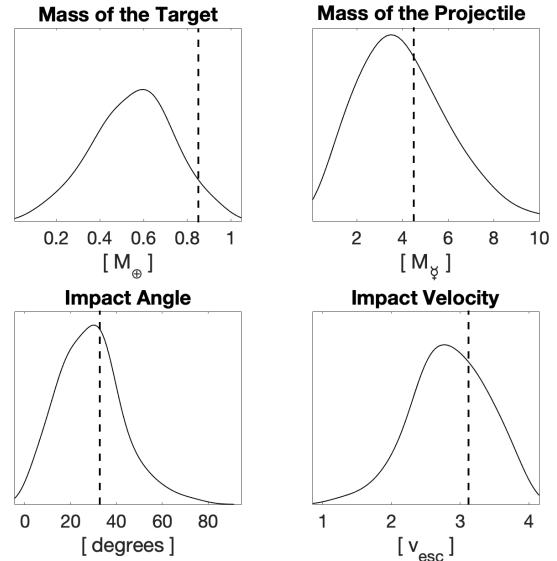 Mass of the Target
Mass of the Projectile
0.2 0.4 0.6 0.8 1
2 4 6 8 10
[ M⊕ ]
[ M☿ ]
Impact Angle
Impact Velocity
0 20 40 60 80
1 2 3 4
[ degrees ]
[ v_esc ]